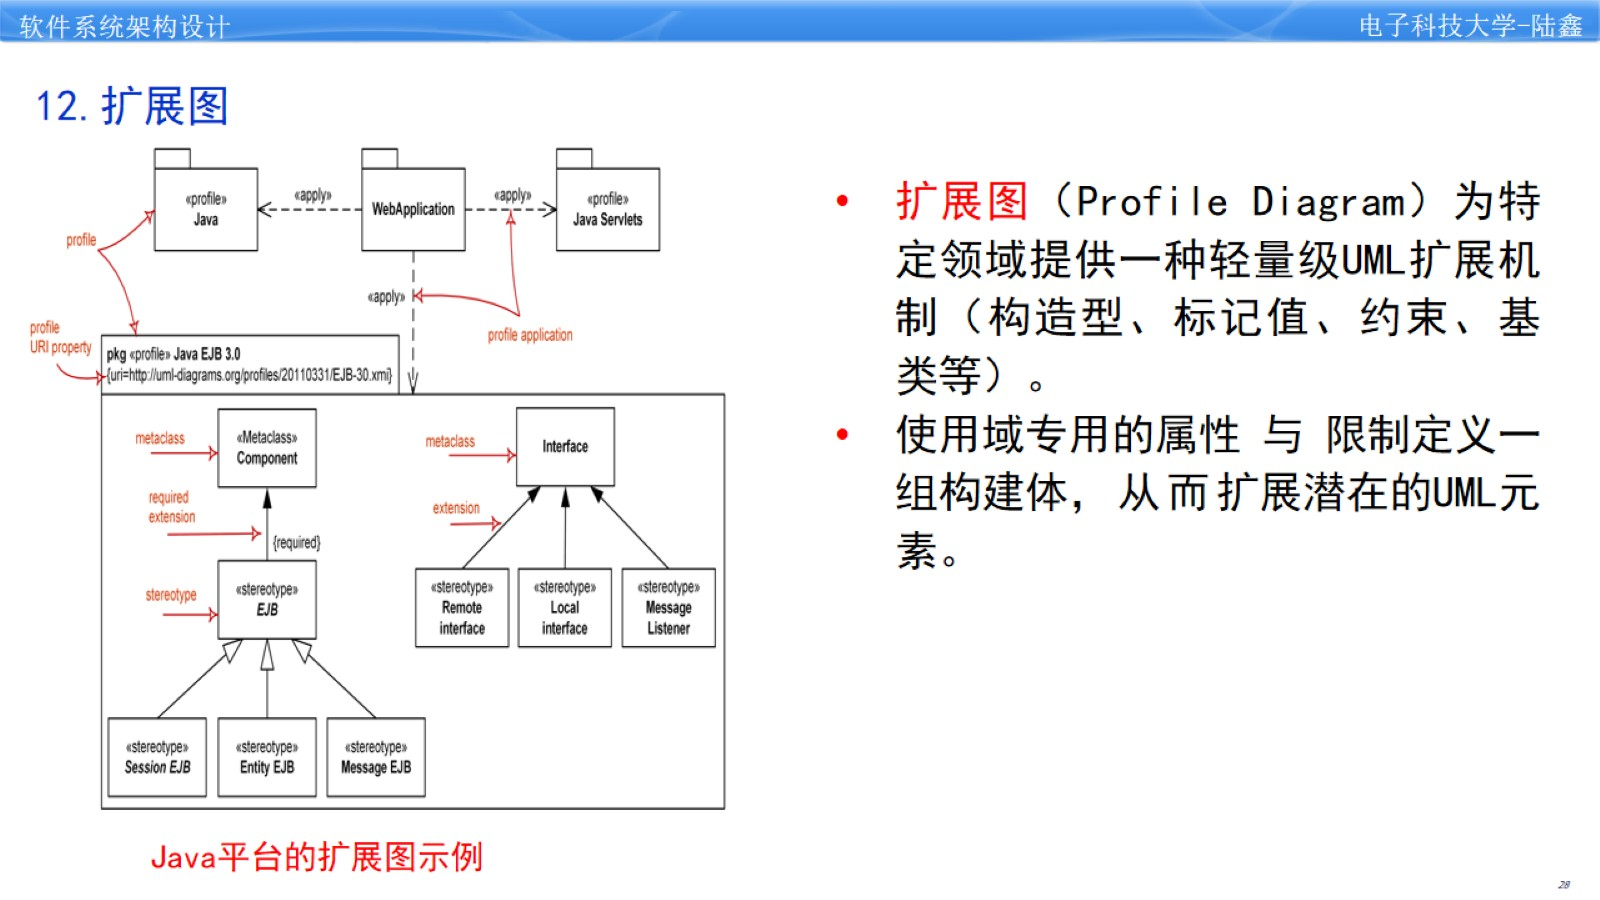 软件系统架构设计
电子科技大学-陆鑫
12.扩展图
«profile»
Java
«apply»
WebApplication
«apply»
«profile»
Java Servlets
profile
«apply»
profile application
profile
URI property
pkg «profile» Java EJB 3.0
{uri=http://uml-diagrams.org/profiles/20110331/EJB-30.xmi}
metaclass
«Metaclass»
Component
metaclass
Interface
required
extension
{required}
extension
stereotype
«stereotype»
EJB
«stereotype»
Remote
interface
«stereotype»
Local
interface
«stereotype»
Message
Listener
«stereotype»
Session EJB
«stereotype»
Entity EJB
«stereotype»
Message EJB
Java平台的扩展图示例
• 扩展图（Profile Diagram）为特
定领域提供一种轻量级UML扩展机
制（构造型、标记值、约束、基
类等）。
• 使用域专用的属性 与 限制定义一
组构建体，从而扩展潜在的UML元
素。
28